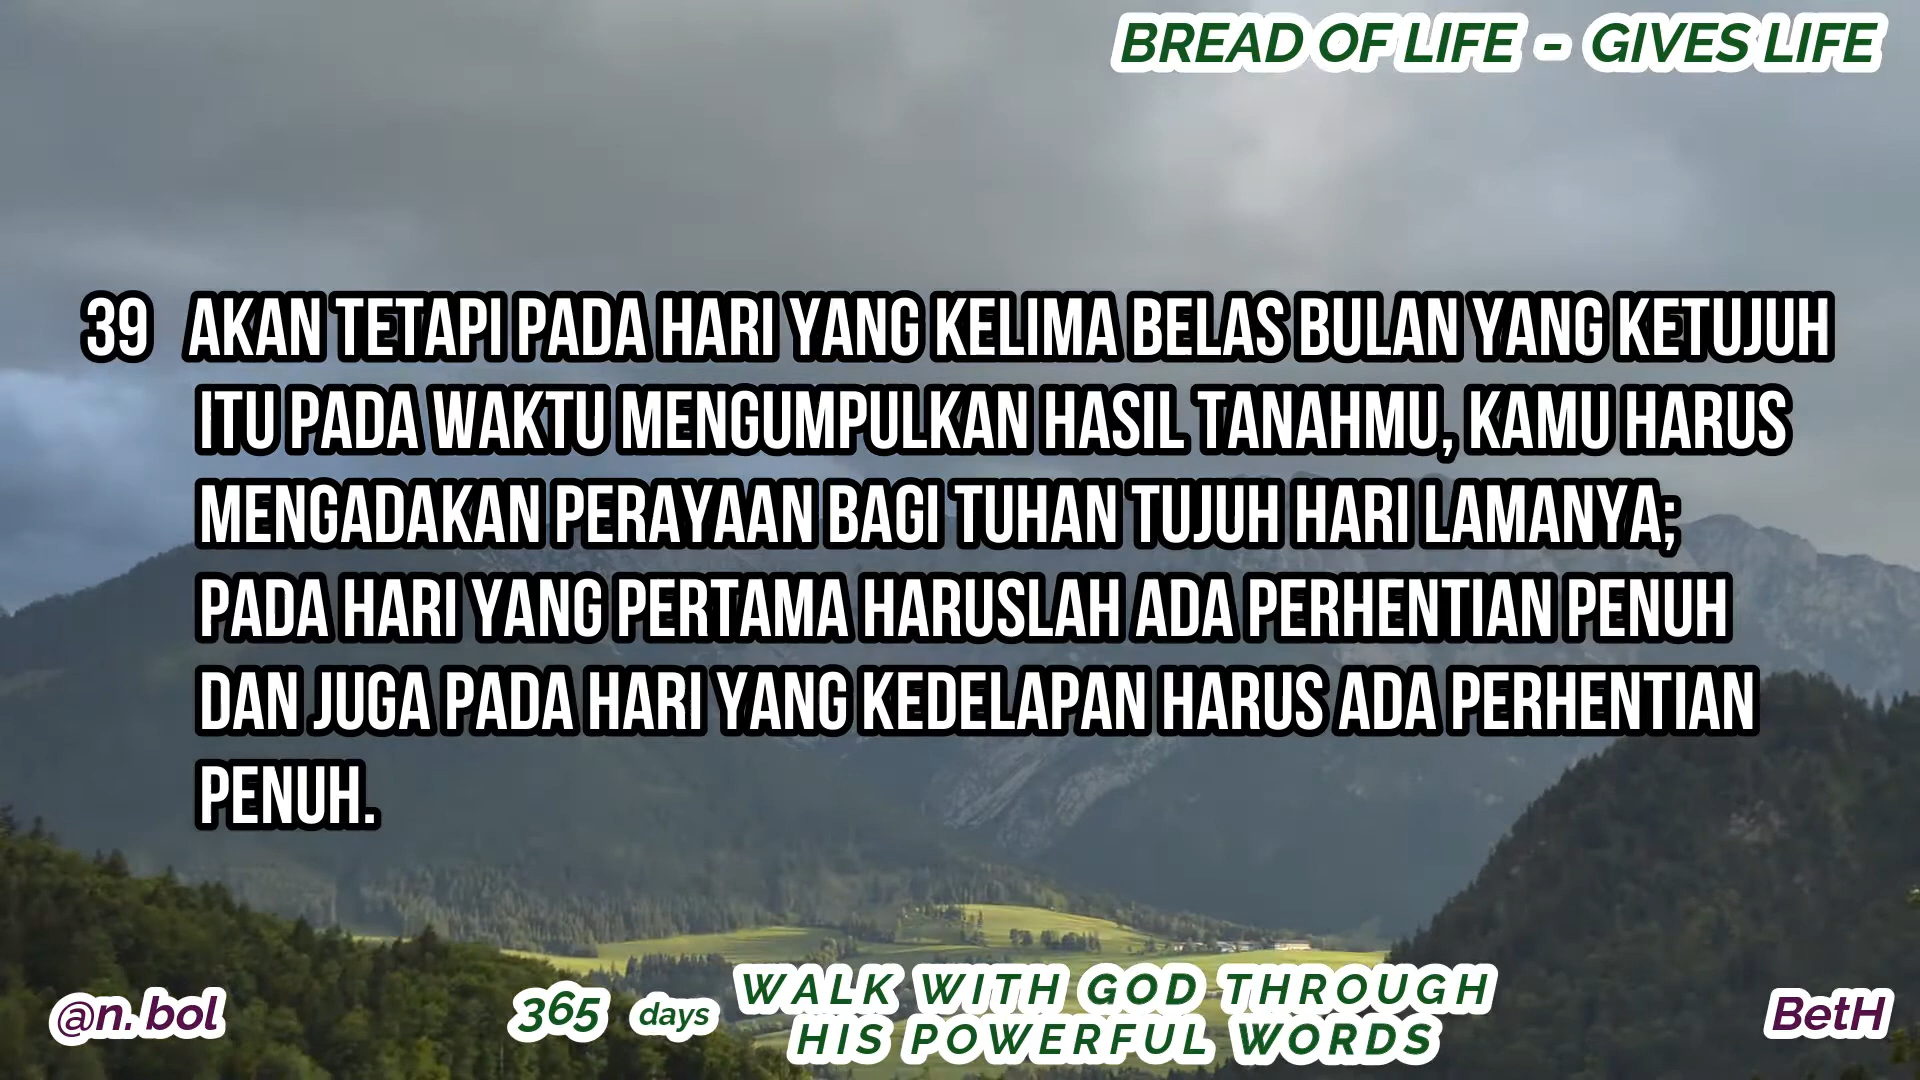 BREAD OF LIFE - GIVES LIFE
39 AKAN TETAPI PADA HARI YANG KELIMA BELAS BULAN YANG KETUJUH
ITU PADA WAKTU MENGUMPULKAN HASIL TANAHMU, KAMU HARUS
MENGADAKAN PERAYAAN BAGI TUHAN TUJUH HARI LAMANYA;
PADA HARI YANG PERTAMA HARUSLAH ADA PERHENTIAN PENUH
DAN JUGA PADA HARI YANG KEDELAPAN HARUS ADA PERHENTIAN
PENUH.
@n.bol
365 days
WALK WITH GOD THROUGH
HIS POWERFUL WORDS
BetH